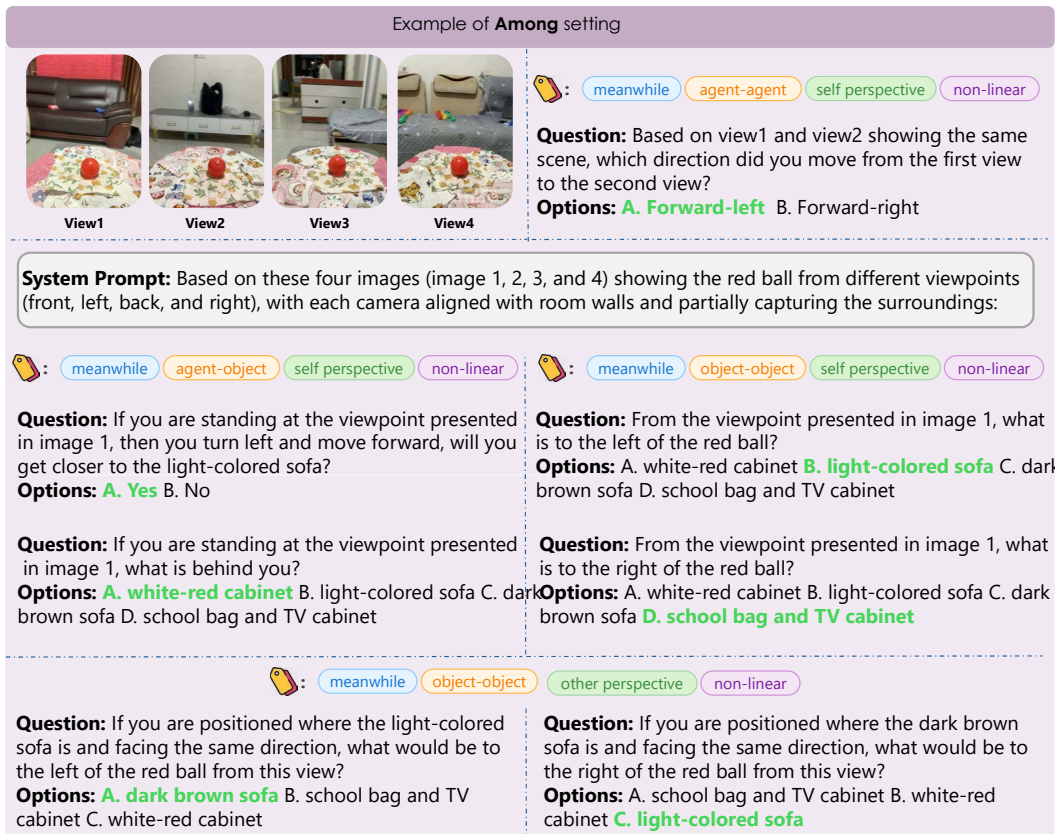 Example of Among setting
View1
View2
View3
View4
: meanwhile agent-agent self perspective non-linear
Question: Based on view1 and view2 showing the same
scene, which direction did you move from the first view
to the second view?
Options: A. Forward-left B. Forward-right
System Prompt: Based on these four images (image 1, 2, 3, and 4) showing the red ball from different viewpoints
(front, left, back, and right), with each camera aligned with room walls and partially capturing the surroundings:
: meanwhile agent-object self perspective non-linear
Question: If you are standing at the viewpoint presented
in image 1, then you turn left and move forward, will you
get closer to the light-colored sofa?
Options: A. Yes B. No
Question: If you are standing at the viewpoint presented
in image 1, what is behind you?
Options: A. white-red cabinet B. light-colored sofa C. dark
brown sofa D. school bag and TV cabinet
: meanwhile object-object self perspective non-linear
Question: From the viewpoint presented in image 1, what
is to the left of the red ball?
Options: A. white-red cabinet B. light-colored sofa C. dark
brown sofa D. school bag and TV cabinet
Question: From the viewpoint presented in image 1, what
is to the right of the red ball?
Options: A. white-red cabinet B. light-colored sofa C. dark
brown sofa D. school bag and TV cabinet
: meanwhile object-object other perspective non-linear
Question: If you are positioned where the light-colored
sofa is and facing the same direction, what would be to
the left of the red ball from this view?
Options: A. dark brown sofa B. school bag and TV
cabinet C. white-red cabinet
Question: If you are positioned where the dark brown
sofa is and facing the same direction, what would be to
the right of the red ball from this view?
Options: A. school bag and TV cabinet B. white-red
cabinet C. light-colored sofa